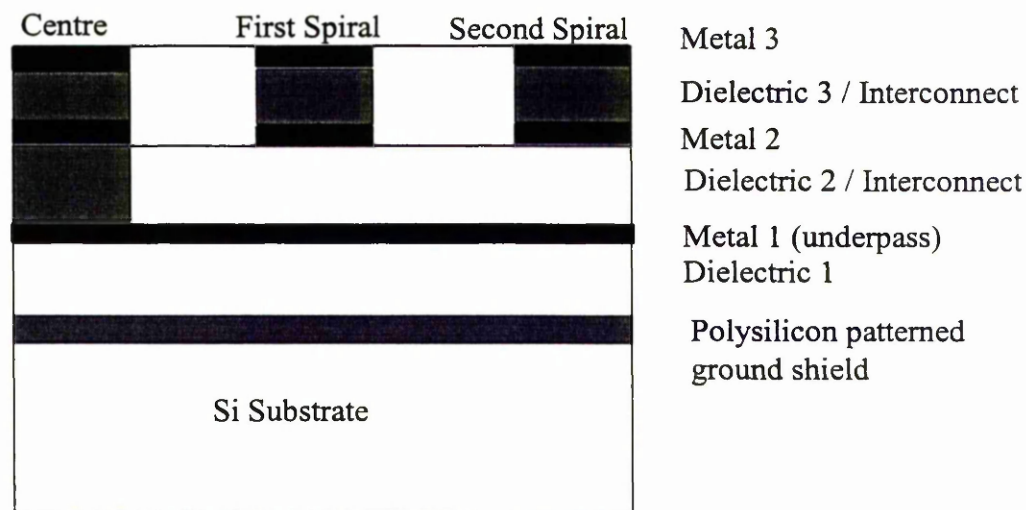 Centre
First Spiral
Second Spiral
Metal 3
Dielectric 3 / Interconnect
Metal 2
Dielectric 2 / Interconnect
Metal 1 (underpass)
Dielectric 1
Polysilicon patterned
ground shield
Si Substrate